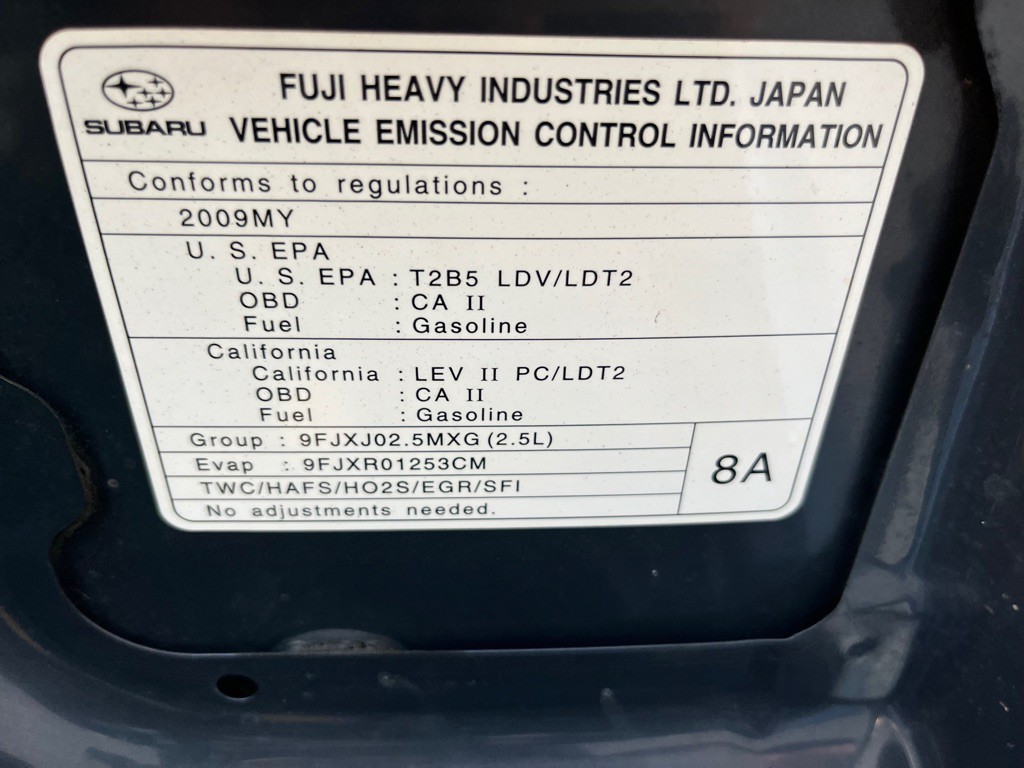 FUJI HEAVY INDUSTRIES LTD. JAPAN
SUBARU VEHICLE EMISSION CONTROL INFORMATION
Conforms to regulations :
2009MY
U. S. EPA
U. S. EPA : T2B5 LDV/LDT2
OBD : CA II
Fuel : Gasoline
California
California : LEV II PC/LDT2
OBD : CA II
Fuel : Gasoline
Group : 9FJXJ02.5MXG (2.5L)
Evap : 9FJXR01253CM
8A
TWC/HAFS/HO2S/EGR/SFI
No adjustments needed.